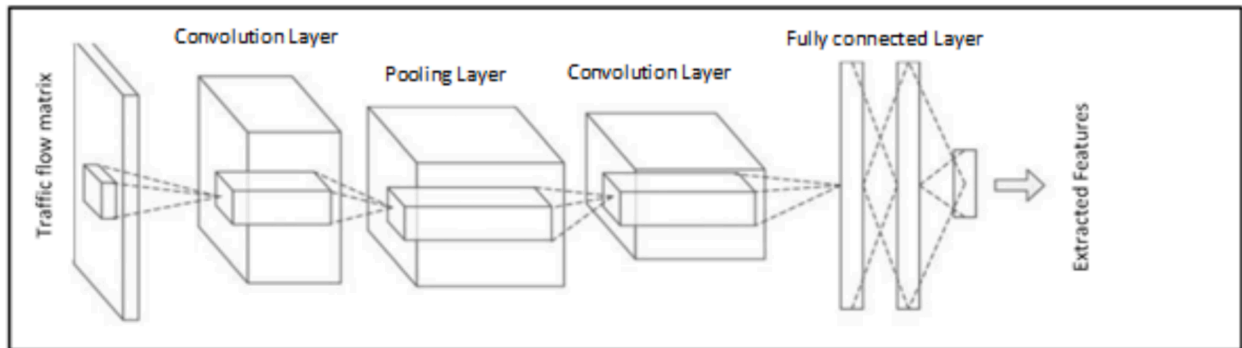 Traffic flow matrix
Convolution Layer
Pooling Layer
Convolution Layer
Fully connected Layer
Extracted Features